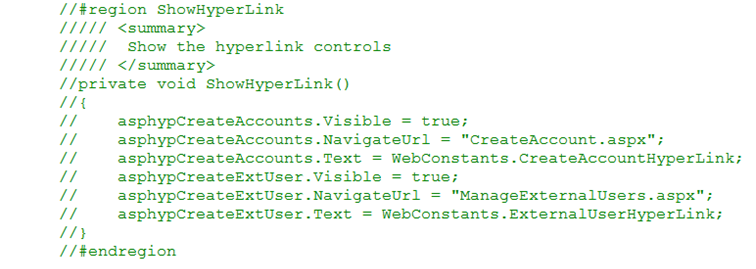 //#region ShowHyperLink
///// <summary>
/////  Show the hyperlink controls
///// </summary>
//private void ShowHyperLink()
//{
//    asphypCreateAccounts.Visible = true;
//    asphypCreateAccounts.NavigateUrl = "CreateAccount.aspx";
//    asphypCreateAccounts.Text = WebConstants.CreateAccountHyperLink;
//    asphypCreateExtUser.Visible = true;
//    asphypCreateExtUser.NavigateUrl = "ManageExternalUsers.aspx";
//    asphypCreateExtUser.Text = WebConstants.ExternalUserHyperLink;
//}
//#endregion